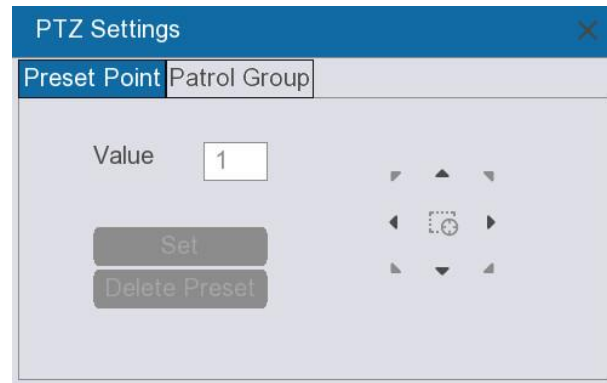 PTZ Settings
Preset Point Patrol Group
Value 1
Set
Delete Preset